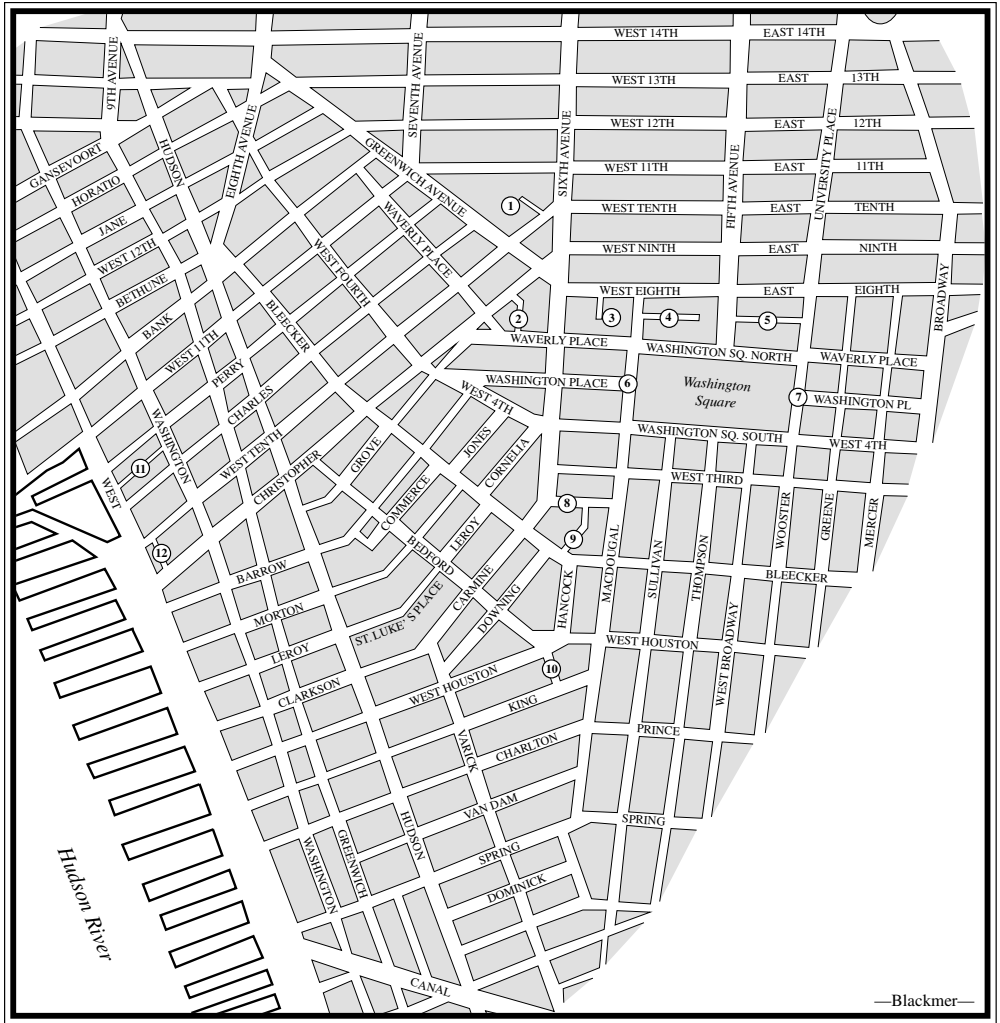 WEST 14TH
EAST 14TH
9TH AVENUE
SEVENTH AVENUE
WEST 13TH
EAST 13TH
WEST 12TH
EAST 12TH
EIGHTH AVENUE
HUDSON
GANSEVOORT
GREENWICH AVENUE
SIXTH AVENUE
FIFTH AVENUE
UNIVERSITY PLACE
WEST 11TH
EAST 11TH
HORATIO
1
WEST TENTH
EAST TENTH
JANE
WAVERLY PLACE
WEST NINTH
EAST NINTH
WEST 12TH
WEST FOURTH
BETHUNE
WEST EIGHTH
EAST EIGHTH
BROADWAY
BANK
BLEECKER
2
3
4
5
WEST 11TH
WAVERLY PLACE
WASHINGTON SQ. NORTH
WAVERLY PLACE
PERRY
WASHINGTON PLACE
6
Washington
Square
7
WASHINGTON PL
CHARLES
WEST 4TH
WASHINGTON
WEST TENTH
GROVE
JONES
CORNELIA
WASHINGTON SQ. SOUTH
WEST 4TH
11
CHRISTOPHER
WEST THIRD
WEST
COMMERCE
8
LEROY
WOOSTER
GREENE
MERCER
9
12
BEDFORD
MACDOUGAL
SULLIVAN
THOMPSON
BARROW
CARMINE
HANCOCK
BLEECKER
MORTON
ST. LUKE'S PLACE
DOWNING
WEST HOUSTON
WEST BROADWAY
LEROY
10
CLARKSON
WEST HOUSTON
KING
PRINCE
VARICK
CHARLTON
VAN DAM
SPRING
HUDSON
GREENWICH
WASHINGTON
SPRING
DOMINICK
Hudson River
CANAL
—Blackmer—